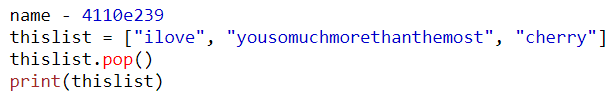 name - 4110e239
thislist = ["ilove", "yousomuchmorethanthemost", "cherry"]
thislist.pop()
print(thislist)